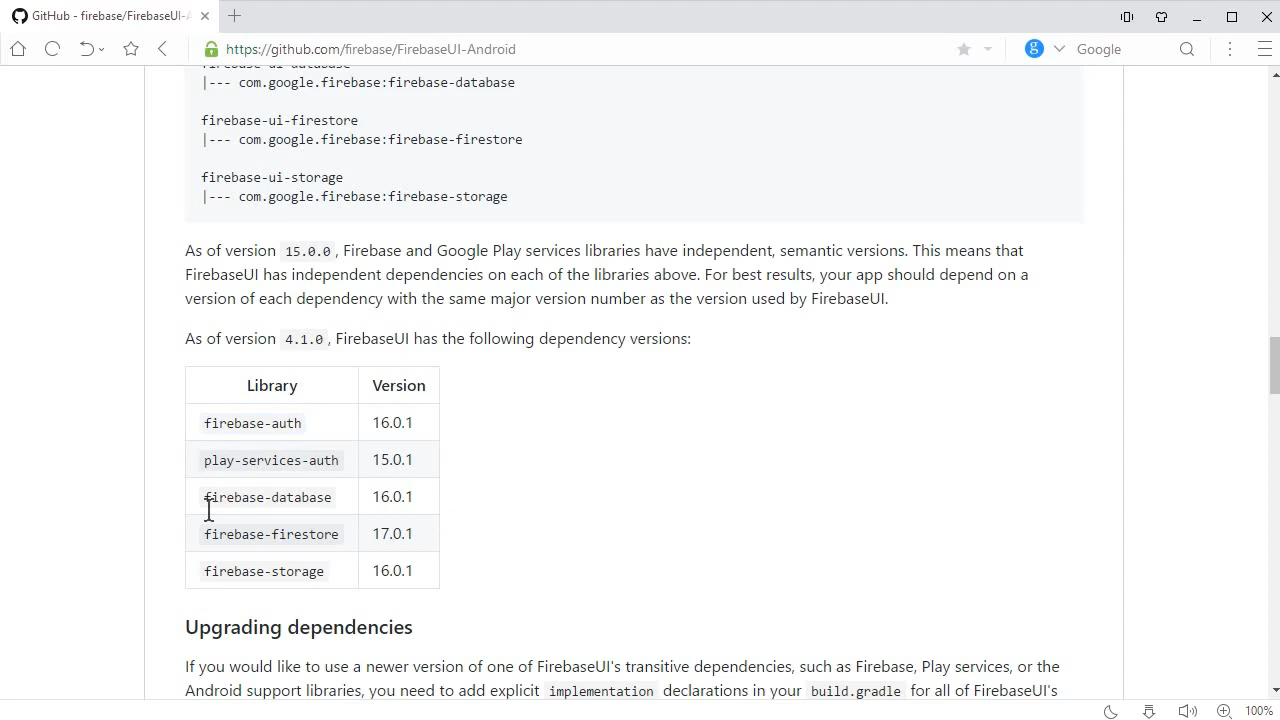 GitHub - firebase/FirebaseUI-A
https://github.com/firebase/FirebaseUI-Android
Google
|--- com.google.firebase:firebase-database
firebase-ui-firestore
|--- com.google.firebase:firebase-firestore
firebase-ui-storage
|--- com.google.firebase:firebase-storage
As of version 15.0.0, Firebase and Google Play services libraries have independent, semantic versions. This means that
FirebaseUI has independent dependencies on each of the libraries above. For best results, your app should depend on a
version of each dependency with the same major version number as the version used by FirebaseUI.
As of version 4.1.0, FirebaseUI has the following dependency versions:
Library Version
firebase-auth 16.0.1
play-services-auth 15.0.1
firebase-database 16.0.1
firebase-firestore 17.0.1
firebase-storage 16.0.1
Upgrading dependencies
If you would like to use a newer version of one of FirebaseUI's transitive dependencies, such as Firebase, Play services, or the
Android support libraries, you need to add explicit implementation declarations in your build.gradle for all of FirebaseUI's
100%